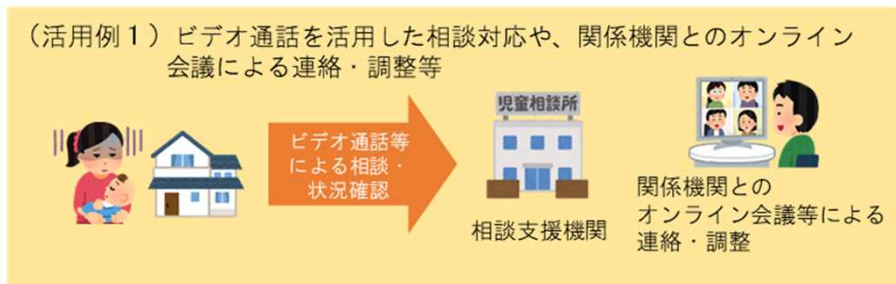 （活用例１）ビデオ通話を活用した相談対応や、関係機関とのオンライン
会議による連絡・調整等
ビデオ通話等
による相談・
状況確認
児童相談所
相談支援機関
関係機関との
オンライン会議等による
連絡・調整